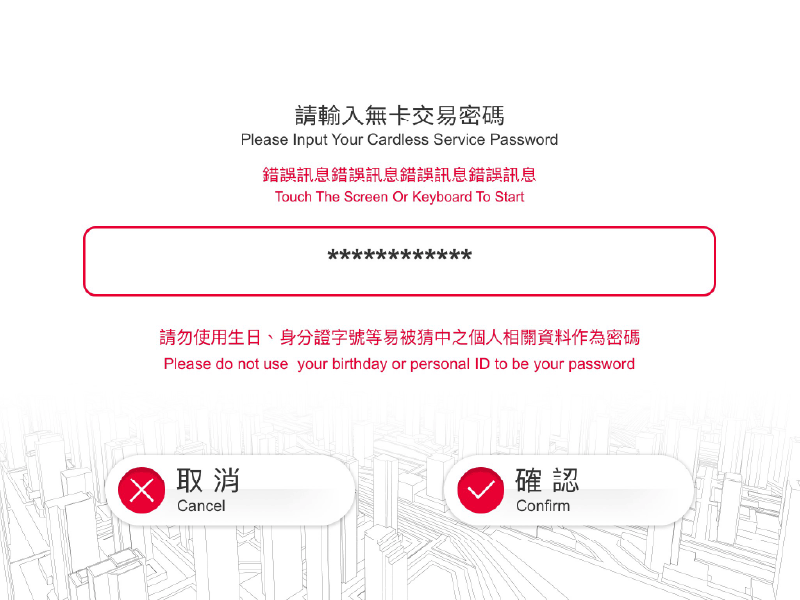 請輸入無卡交易密碼
Please Input Your Cardless Service Password
錯誤訊息錯誤訊息錯誤訊息錯誤訊息
Touch The Screen Or Keyboard To Start
************
請勿使用生日、身分證字號等易被猜中之個人相關資料作為密碼
Please do not use  your birthday or personal ID to be your password
取消
Cancel
確認
Confirm